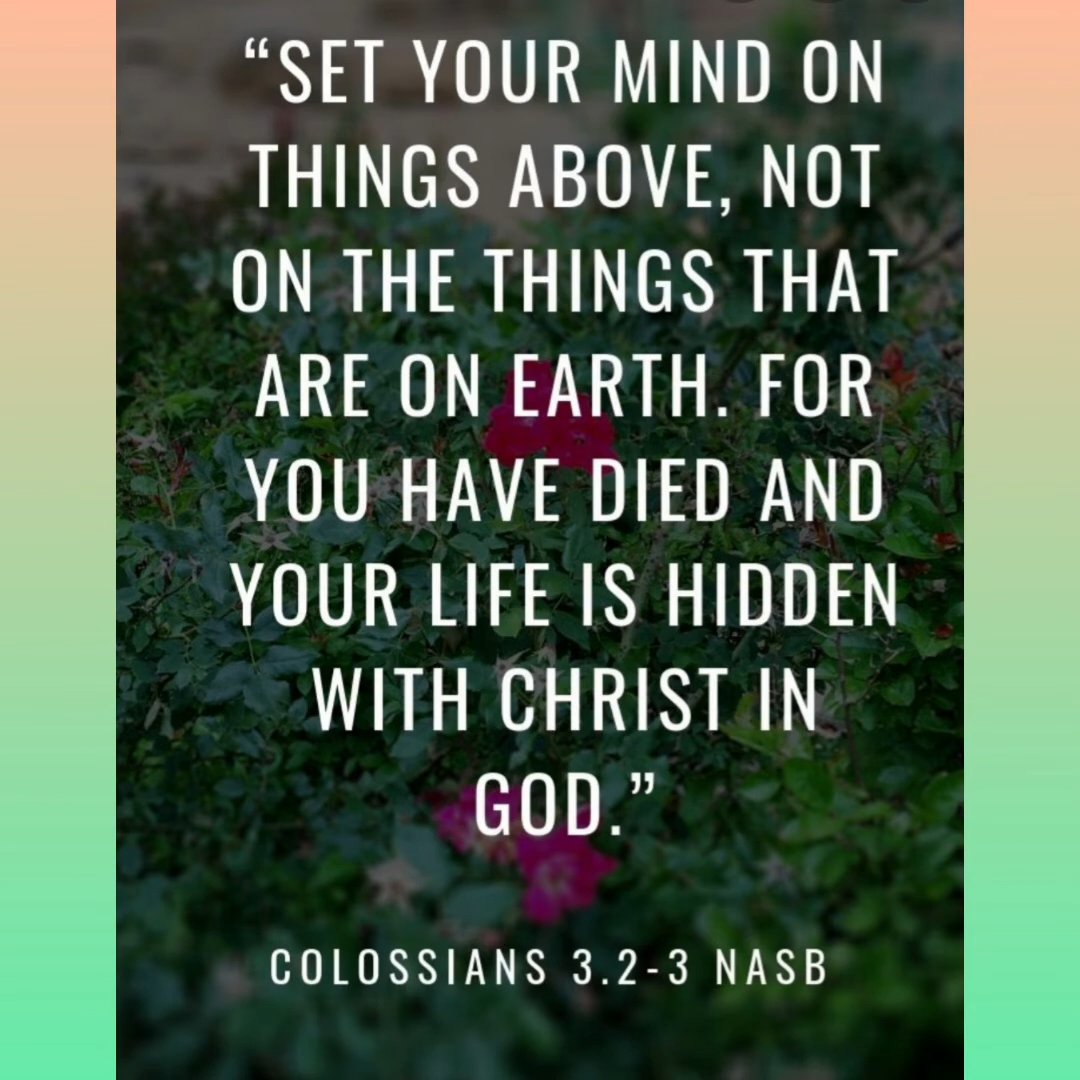 “SET YOUR MIND ON
THINGS ABOVE, NOT
ON THE THINGS THAT
ARE ON EARTH. FOR
YOU HAVE DIED AND
YOUR LIFE IS HIDDEN
WITH CHRIST IN
GOD.”
COLOSSIANS 3.2-3 NASB